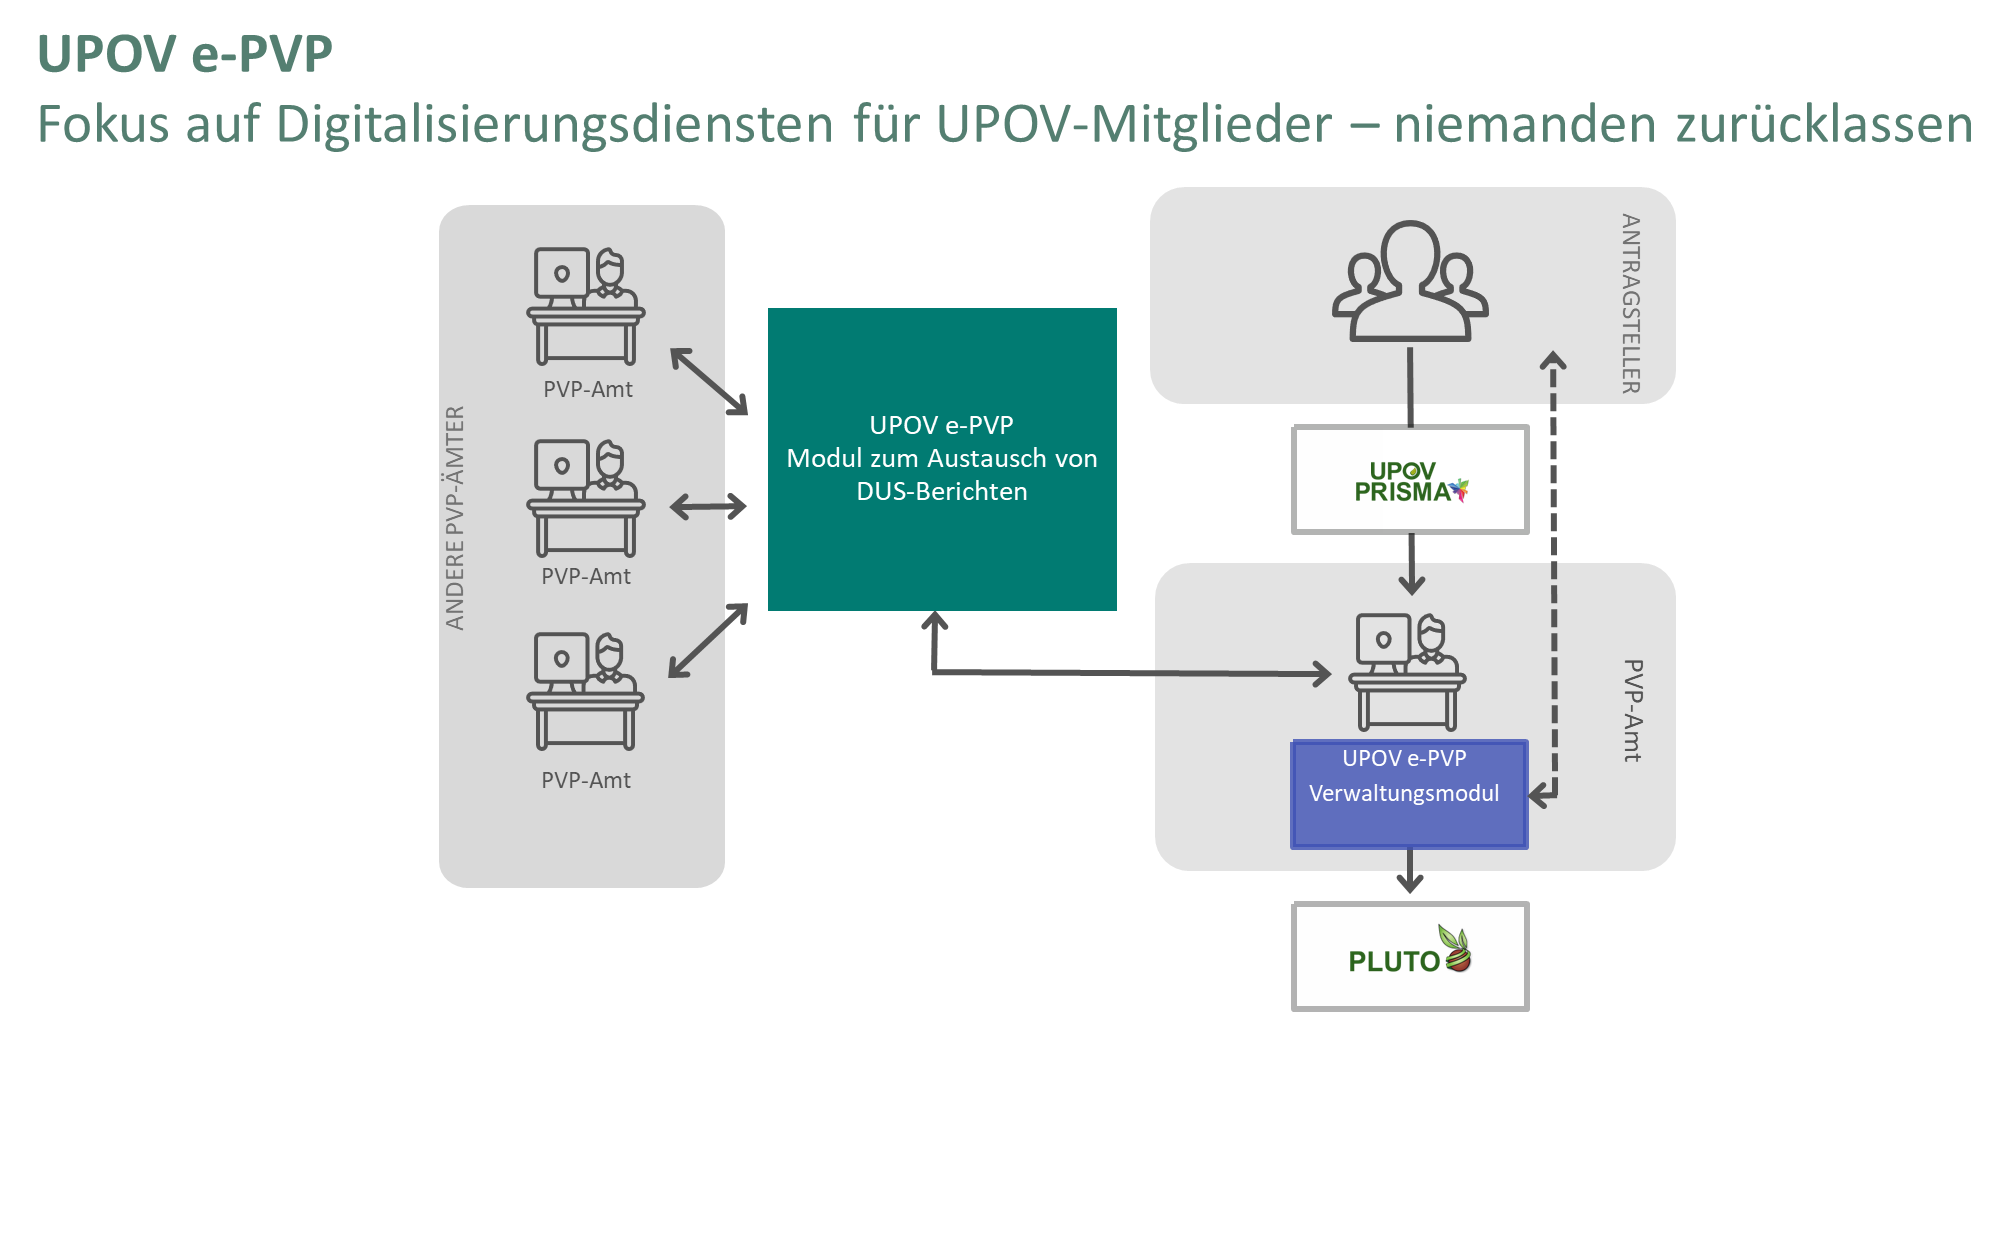 UPOV e-PVP
Fokus auf Digitalisierungsdiensten für UPOV-Mitglieder – niemanden zurücklassen
ANDERE PVP-ÄMTER
PVP-Amt
PVP-Amt
PVP-Amt
UPOV e-PVP
Modul zum Austausch von
DUS-Berichten
ANTRAGSTELLER
UPOV
PRISMA
PVP-Amt
UPOV e-PVP
Verwaltungsmodul
PLUTO